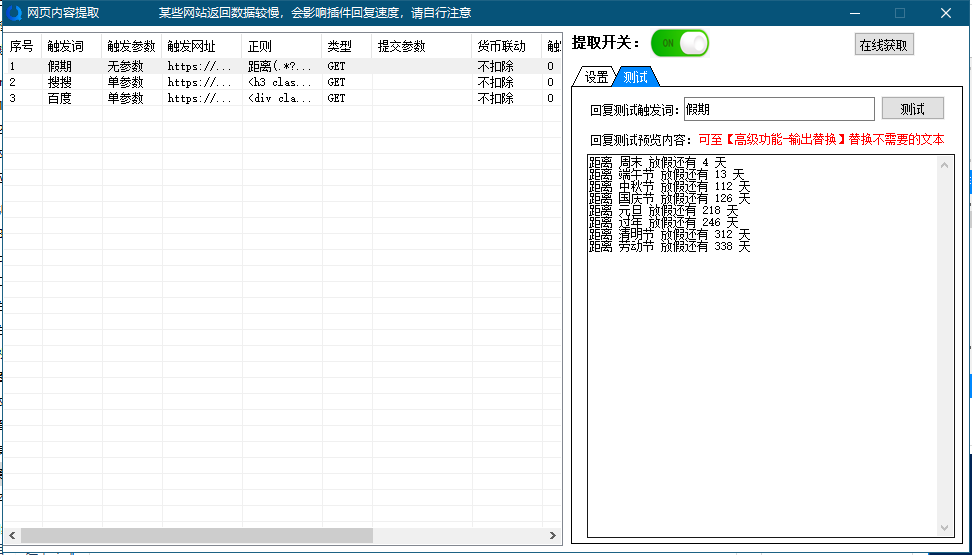 网页内容提取 某些网站返回数据较慢，会影响插件回复速度，请自行注意
序号 触发词 触发参数 触发网址 正则 类型 提交参数 货币联动
1 假期 无参数 https://... 距离(.*?... GET 不扣除 0
2 搜搜 单参数 https://... <h3 clas... GET 不扣除 0
3 百度 单参数 https://... <div cla... GET 不扣除 0
提取开关： ON 在线获取
设置 测试
回复测试触发词: 假期 测试
回复测试预览内容: 可至【高级功能-输出替换】替换不需要的文本
距离 周末 放假还有 4 天
距离 端午节 放假还有 13 天
距离 中秋节 放假还有 112 天
距离 国庆节 放假还有 126 天
距离 元旦 放假还有 218 天
距离 过年 放假还有 246 天
距离 清明节 放假还有 312 天
距离 劳动节 放假还有 338 天